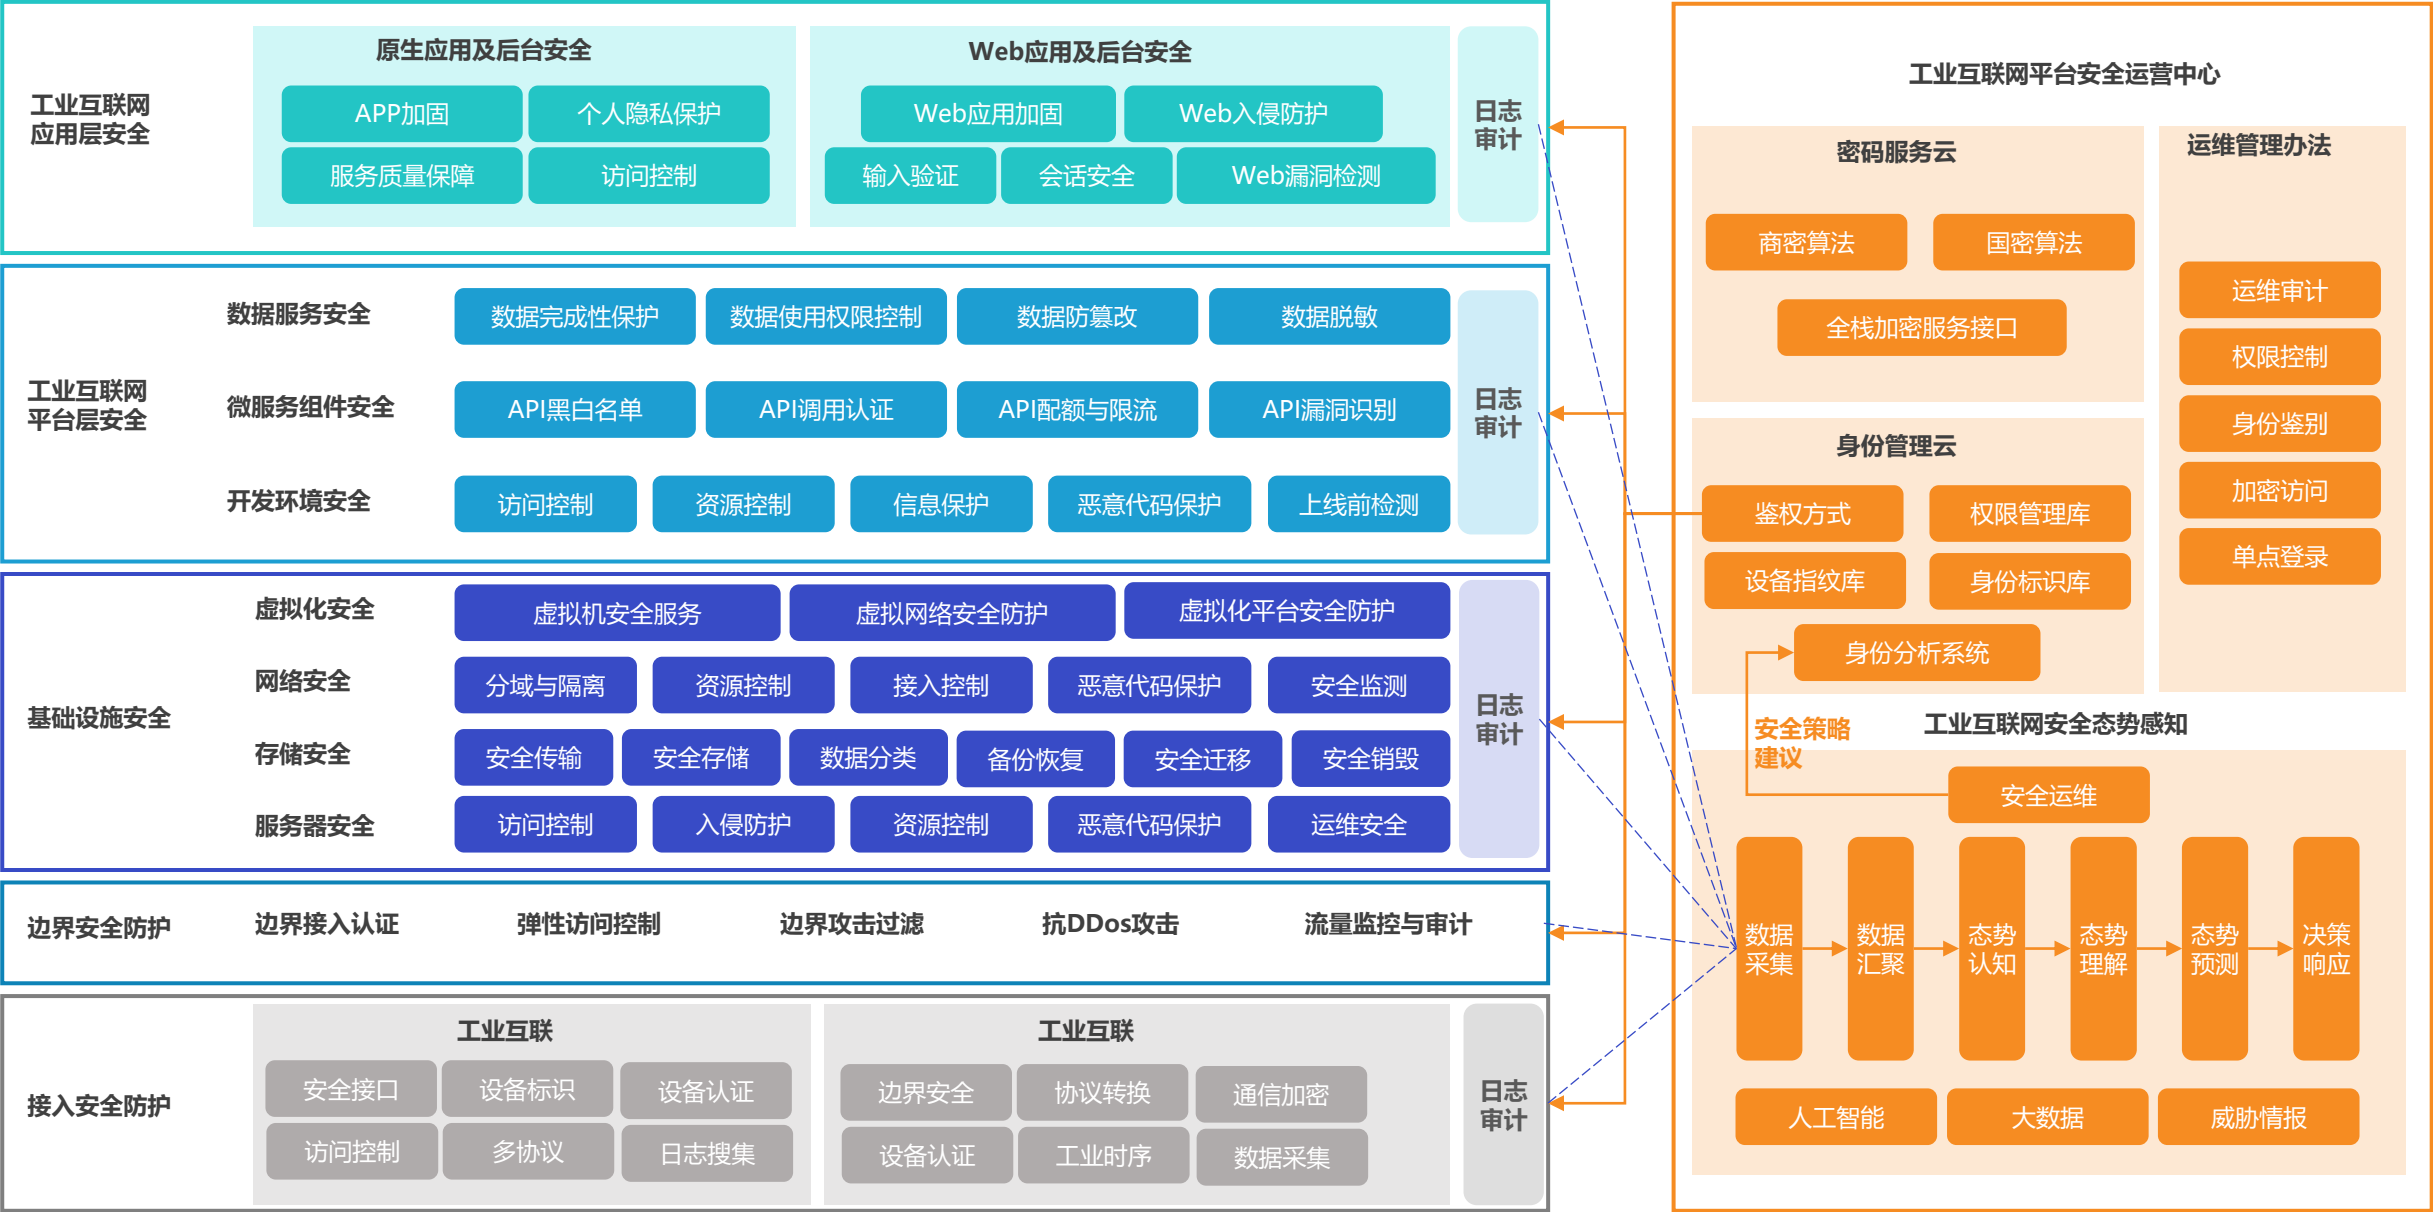 工业互联网
应用层安全
原生应用及后台安全
APP加固
个人隐私保护
服务质量保障
访问控制
Web应用及后台安全
Web应用加固
Web入侵防护
输入验证
会话安全
Web漏洞检测
日志
审计
工业互联网
平台层安全
数据服务安全
数据完成性保护
数据使用权限控制
数据防篡改
数据脱敏
微服务组件安全
API黑白名单
API调用认证
API配额与限流
API漏洞识别
开发环境安全
访问控制
资源控制
信息保护
恶意代码保护
上线前检测
日志
审计
基础设施安全
虚拟化安全
虚拟机安全服务
虚拟网络安全防护
虚拟化平台安全防护
网络安全
分域与隔离
资源控制
接入控制
恶意代码保护
安全监测
存储安全
安全传输
安全存储
数据分类
备份恢复
安全迁移
安全销毁
服务器安全
访问控制
入侵防护
资源控制
恶意代码保护
运维安全
日志
审计
边界安全防护
边界接入认证
弹性访问控制
边界攻击过滤
抗DDos攻击
流量监控与审计
接入安全防护
工业互联
安全接口
设备标识
设备认证
访问控制
多协议
日志搜集
工业互联
边界安全
协议转换
通信加密
设备认证
工业时序
数据采集
日志
审计
工业互联网平台安全运营中心
密码服务云
商密算法
国密算法
全栈加密服务接口
运维管理办法
运维审计
权限控制
身份鉴别
加密访问
单点登录
身份管理云
鉴权方式
权限管理库
设备指纹库
身份标识库
身份分析系统
安全策略
建议
工业互联网安全态势感知
安全运维
数据
采集
数据
汇聚
态势
认知
态势
理解
态势
预测
决策
响应
人工智能
大数据
威胁情报